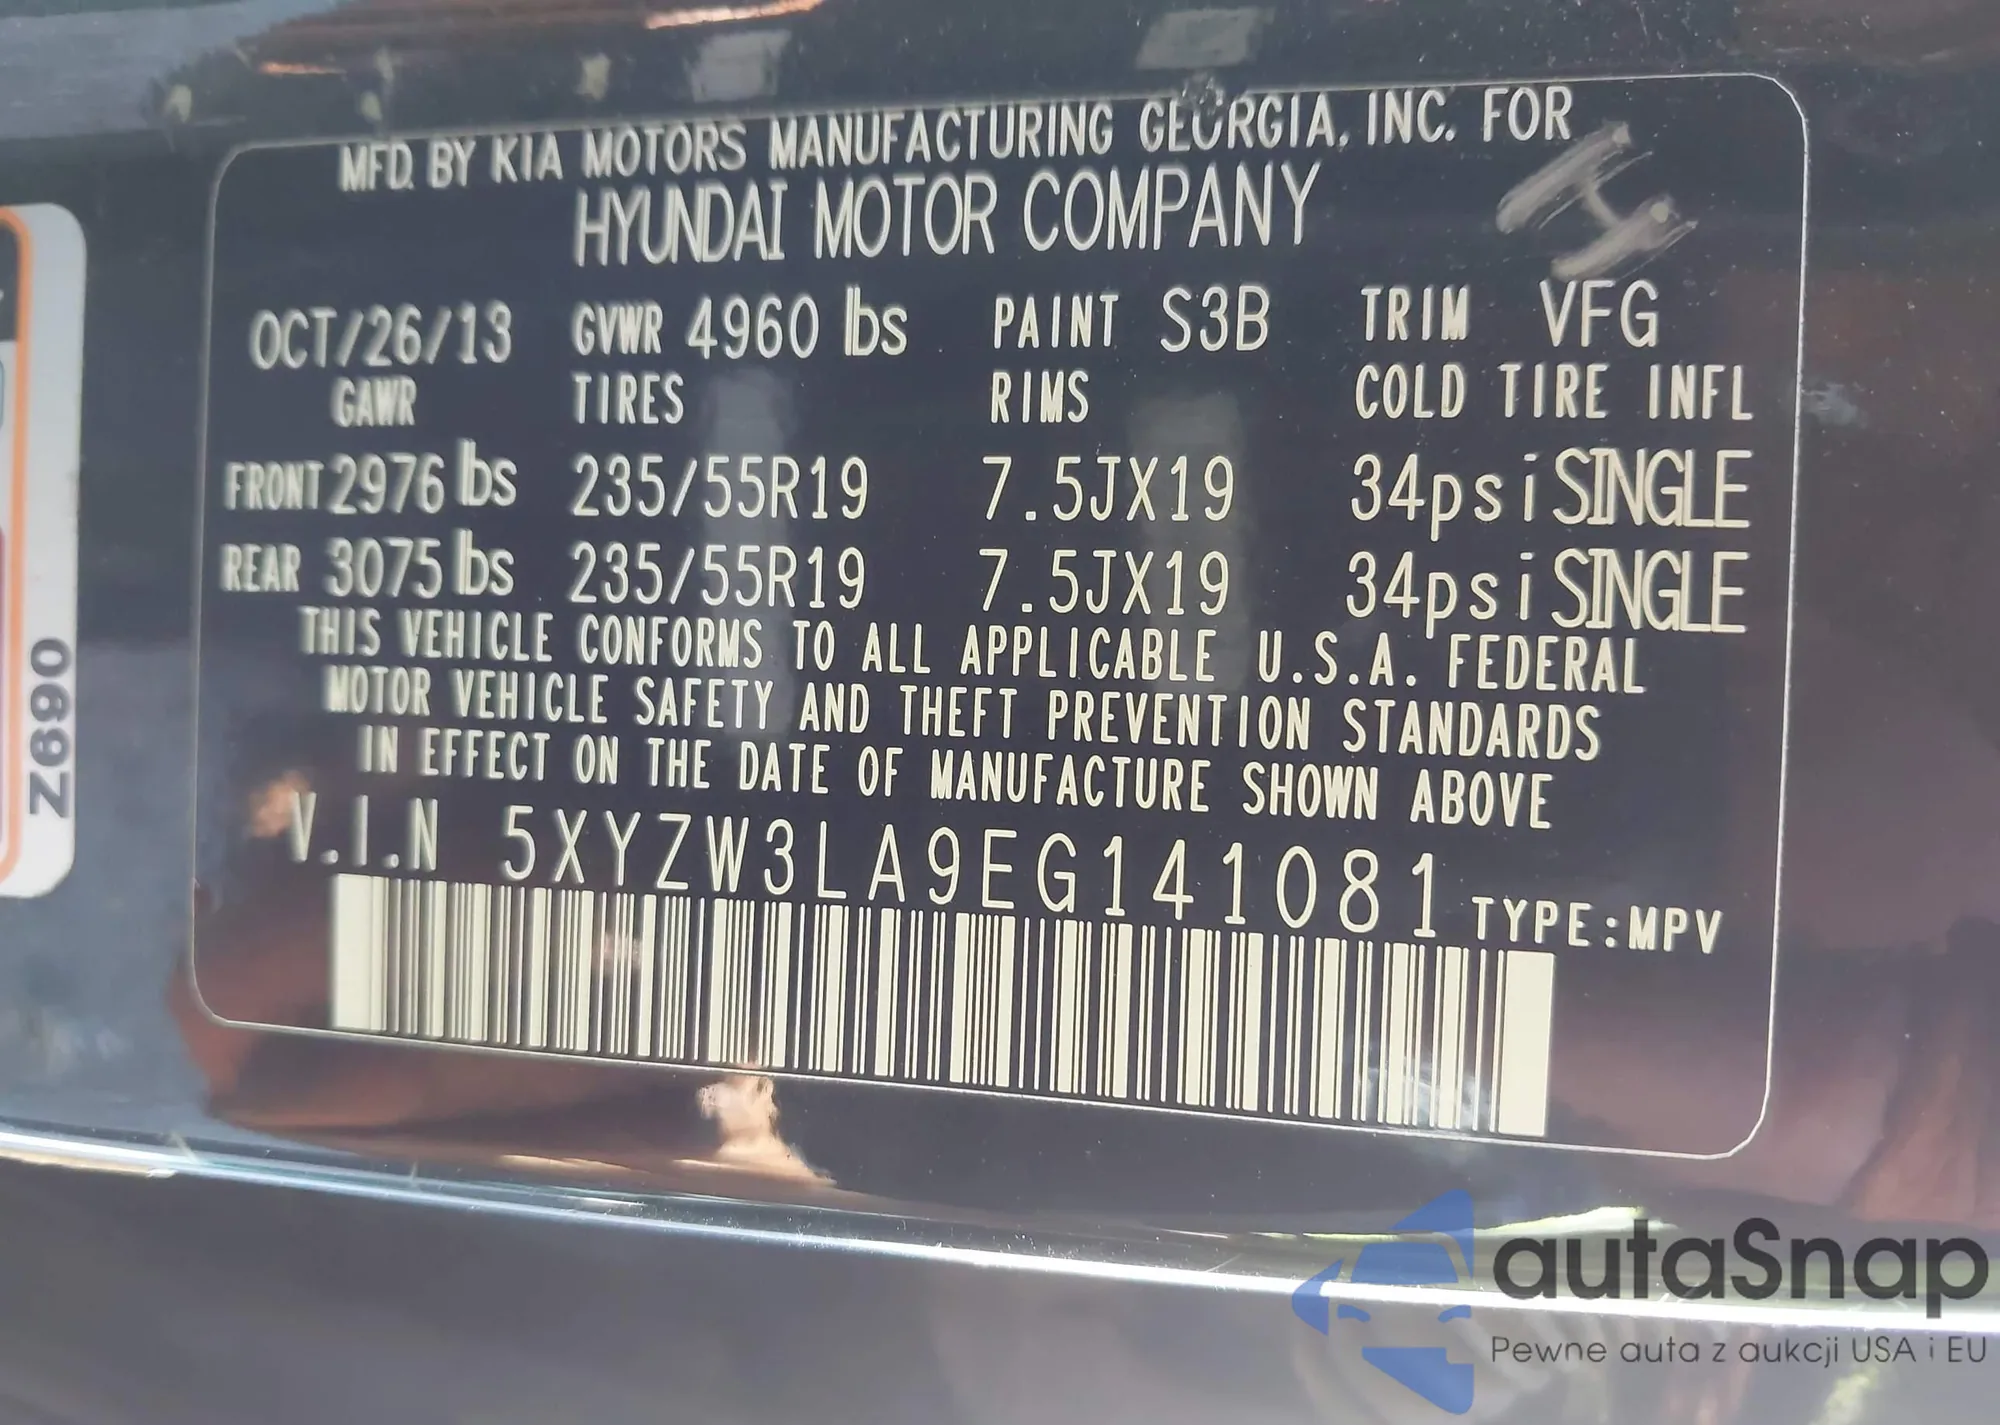 MFD. BY KIA MOTORS MANUFACTURING GEORGIA, INC. FOR
HYUNDAI MOTOR COMPANY
H
OCT/26/13 GVWR 4960 lbs PAINT S3B TRIM VFG
GAWR TIRES RIMS COLD TIRE INFL
FRONT 2976 lbs 235/55R19 7.5JX19 34psi SINGLE
REAR 3075 lbs 235/55R19 7.5JX19 34psi SINGLE
THIS VEHICLE CONFORMS TO ALL APPLICABLE U.S.A. FEDERAL
MOTOR VEHICLE SAFETY AND THEFT PREVENTION STANDARDS
IN EFFECT ON THE DATE OF MANUFACTURE SHOWN ABOVE
V.I.N 5XYZW3LA9EG141081 TYPE:MPV
Z690
autaSnap
Pewne auta z aukcji USA i EU